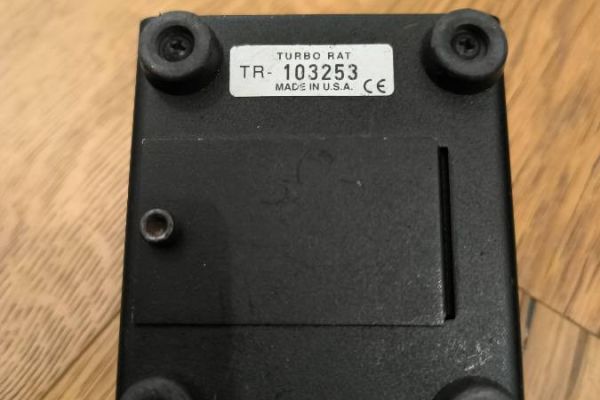 TURBO RAT
TR- 103253
MADE IN U.S.A. CE